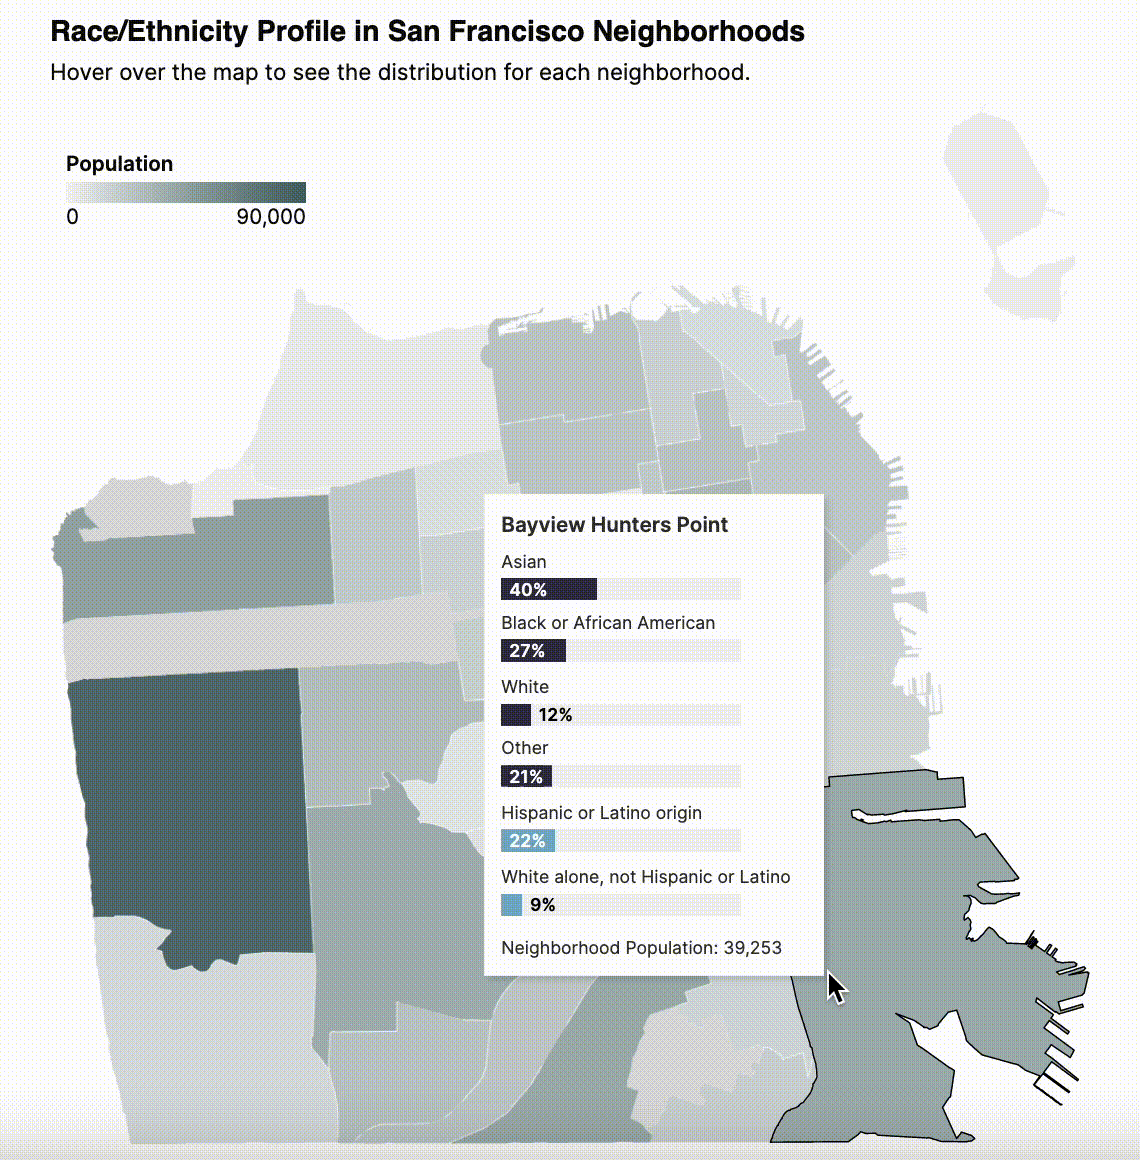 Race/Ethnicity Profile in San Francisco Neighborhoods
Hover over the map to see the distribution for each neighborhood.
Population
0 90,000
Bayview Hunters Point
Asian
40%
Black or African American
27%
White
12%
Other
21%
Hispanic or Latino origin
22%
White alone, not Hispanic or Latino
9%
Neighborhood Population: 39,253